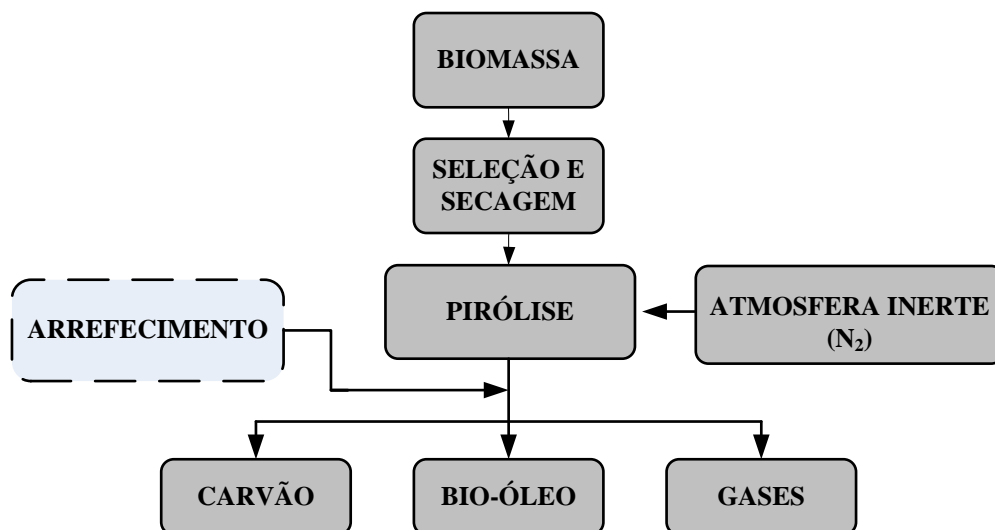 BIOMASSA
SELEÇÃO E
SECAGEM
PIRÓLISE
ATMOSFERA INERTE
(N₂)
ARREFECIMENTO
CARVÃO
BIO-ÓLEO
GASES